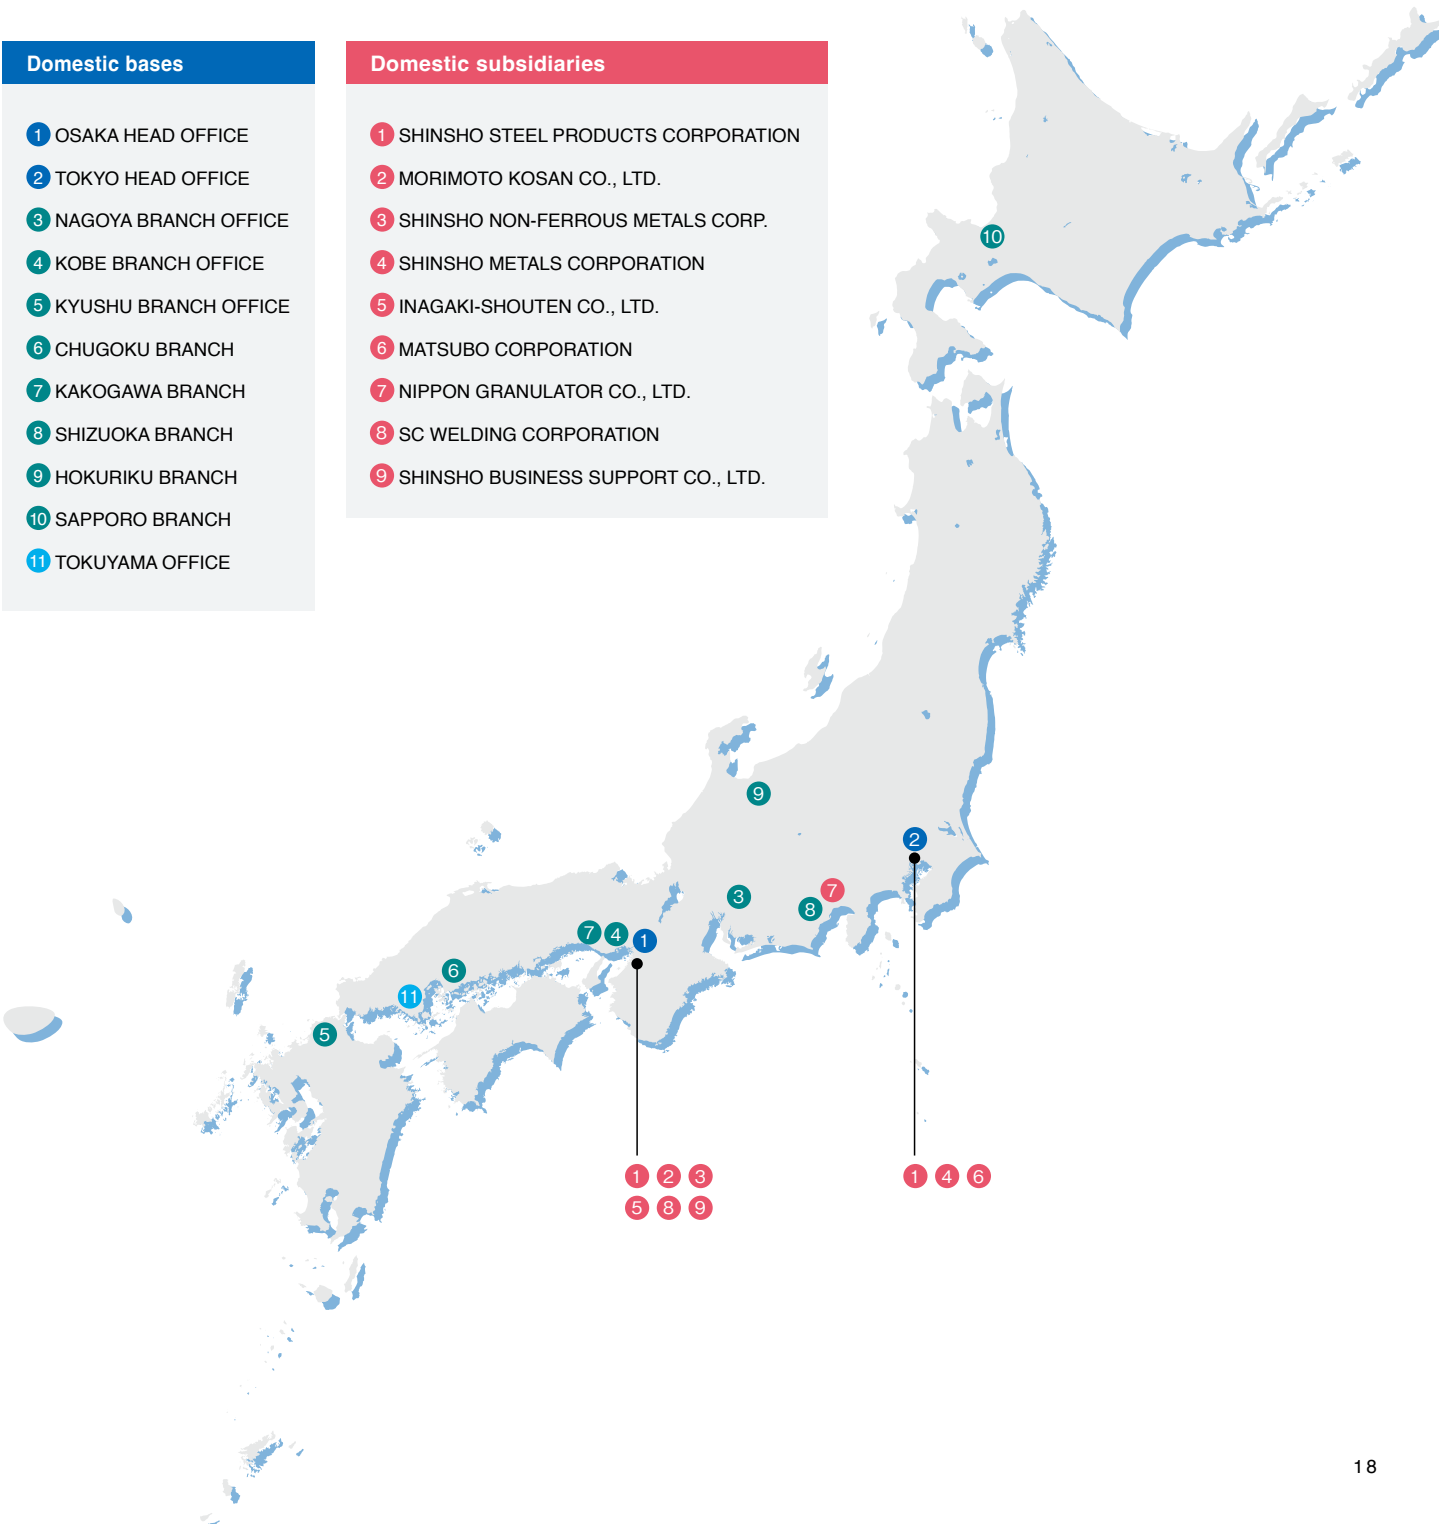 Domestic bases
1 OSAKA HEAD OFFICE
2 TOKYO HEAD OFFICE
3 NAGOYA BRANCH OFFICE
4 KOBE BRANCH OFFICE
5 KYUSHU BRANCH OFFICE
6 CHUGOKU BRANCH
7 KAKOGAWA BRANCH
8 SHIZUOKA BRANCH
9 HOKURIKU BRANCH
10 SAPPORO BRANCH
11 TOKUYAMA OFFICE
Domestic subsidiaries
1 SHINSHO STEEL PRODUCTS CORPORATION
2 MORIMOTO KOSAN CO., LTD.
3 SHINSHO NON-FERROUS METALS CORP.
4 SHINSHO METALS CORPORATION
5 INAGAKI-SHOUTEN CO., LTD.
6 MATSUBO CORPORATION
7 NIPPON GRANULATOR CO., LTD.
8 SC WELDING CORPORATION
9 SHINSHO BUSINESS SUPPORT CO., LTD.
10
9
2
7
3
8
7 4 1
6
11
5
1 2 3
5 8 9
1 4 6
18